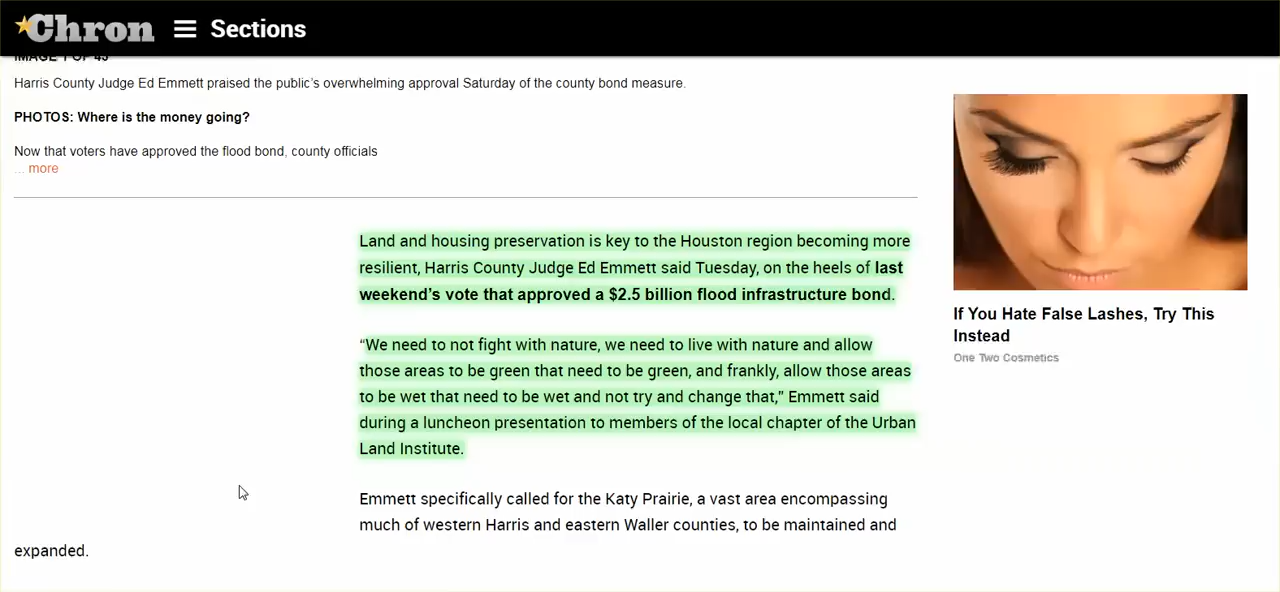 Chron
Sections
IMAGE 1 OF 43
Harris County Judge Ed Emmett praised the public's overwhelming approval Saturday of the county bond measure.
PHOTOS: Where is the money going?
Now that voters have approved the flood bond, county officials
... more
Land and housing preservation is key to the Houston region becoming more
resilient, Harris County Judge Ed Emmett said Tuesday, on the heels of last
weekend's vote that approved a $2.5 billion flood infrastructure bond.
“We need to not fight with nature, we need to live with nature and allow
those areas to be green that need to be green, and frankly, allow those areas
to be wet that need to be wet and not try and change that,” Emmett said
during a luncheon presentation to members of the local chapter of the Urban
Land Institute.
Emmett specifically called for the Katy Prairie, a vast area encompassing
much of western Harris and eastern Waller counties, to be maintained and
expanded.
If You Hate False Lashes, Try This
Instead
One Two Cosmetics